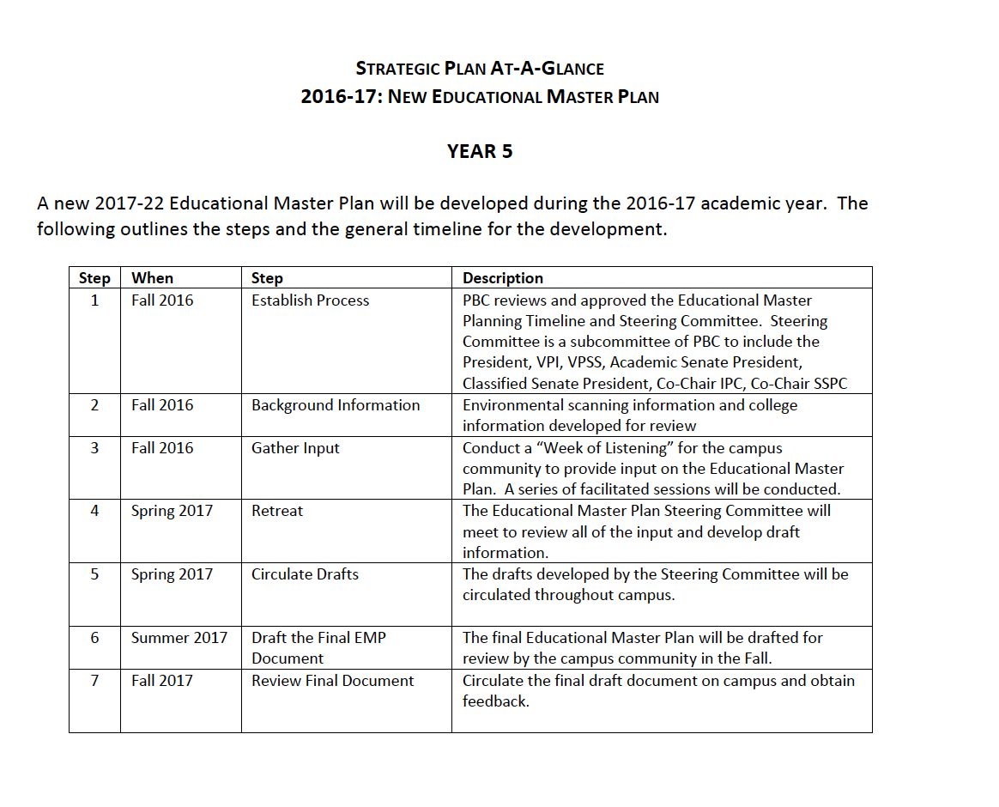 STRATEGIC PLAN AT-A-GLANCE
2016-17: NEW EDUCATIONAL MASTER PLAN
YEAR 5
A new 2017-22 Educational Master Plan will be developed during the 2016-17 academic year.  The
following outlines the steps and the general timeline for the development.
Step When Step Description
1 Fall 2016 Establish Process PBC reviews and approved the Educational Master
Planning Timeline and Steering Committee.  Steering
Committee is a subcommittee of PBC to include the
President, VPI, VPSS, Academic Senate President,
Classified Senate President, Co-Chair IPC, Co-Chair SSPC
2 Fall 2016 Background Information Environmental scanning information and college
information developed for review
3 Fall 2016 Gather Input Conduct a “Week of Listening” for the campus
community to provide input on the Educational Master
Plan.  A series of facilitated sessions will be conducted.
4 Spring 2017 Retreat The Educational Master Plan Steering Committee will
meet to review all of the input and develop draft
information.
5 Spring 2017 Circulate Drafts The drafts developed by the Steering Committee will be
circulated throughout campus.
6 Summer 2017 Draft the Final EMP The final Educational Master Plan will be drafted for
Document review by the campus community in the Fall.
7 Fall 2017 Review Final Document Circulate the final draft document on campus and obtain
feedback.